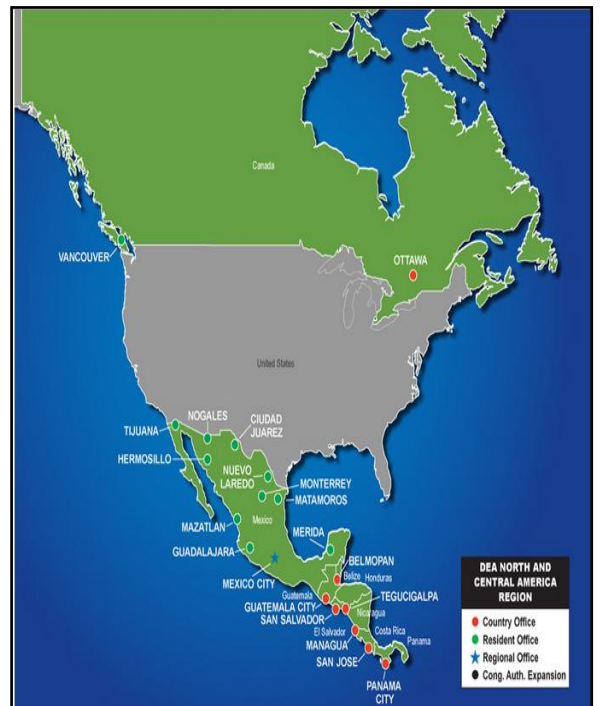 Canada
VANCOUVER
OTTAWA
United States
NOGALES
TIJUANA
CIUDAD
JUAREZ
HERMOSILLO
NUEVO
LAREDO
MONTERREY
MATAMOROS
Mexico
MAZATLAN
MERIDA
GUADALAJARA
BELMOPAN
MEXICO CITY
Belize
Honduras
Guatemala
TEGUCIGALPA
GUATEMALA CITY
Nicaragua
SAN SALVADOR
El Salvador
Costa Rica
MANAGUA
Panama
SAN JOSE
PANAMA
CITY
DEA NORTH AND
CENTRAL AMERICA
REGION
Country Office
Resident Office
Regional Office
Cong. Auth. Expansion